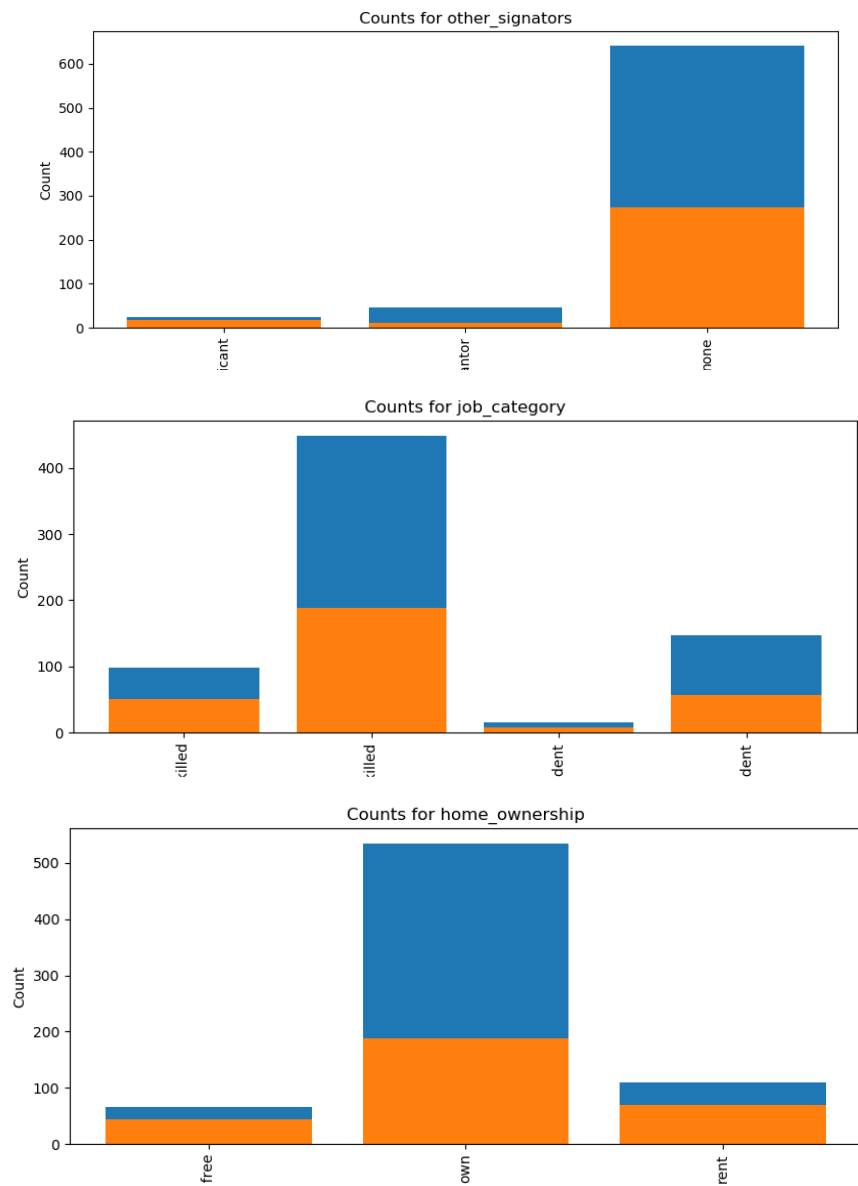 Counts for other_signators
600
500
400
300
200
100
0
Count
icant
antor
none
Counts for job_category
400
300
200
100
0
Count
killed
killed
dent
dent
Counts for home_ownership
500
400
300
200
100
0
Count
free
own
rent